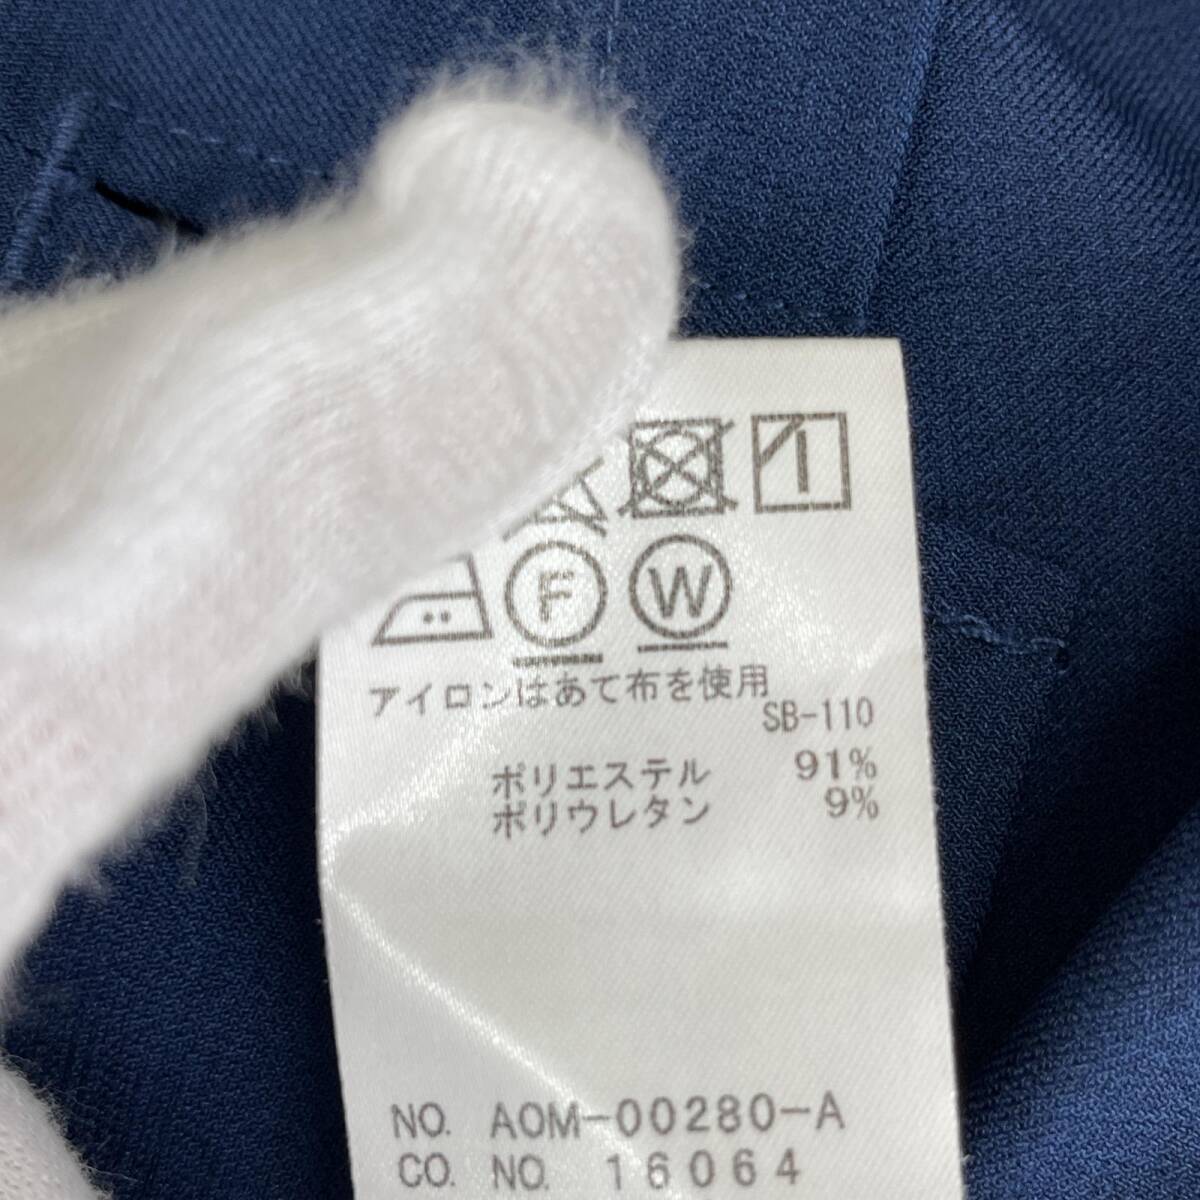 F W
アイロンはあて布を使用
SB-110
ポリエステル 91%
ポリウレタン 9%
NO. AOM-00280-A
CO. NO. 16064